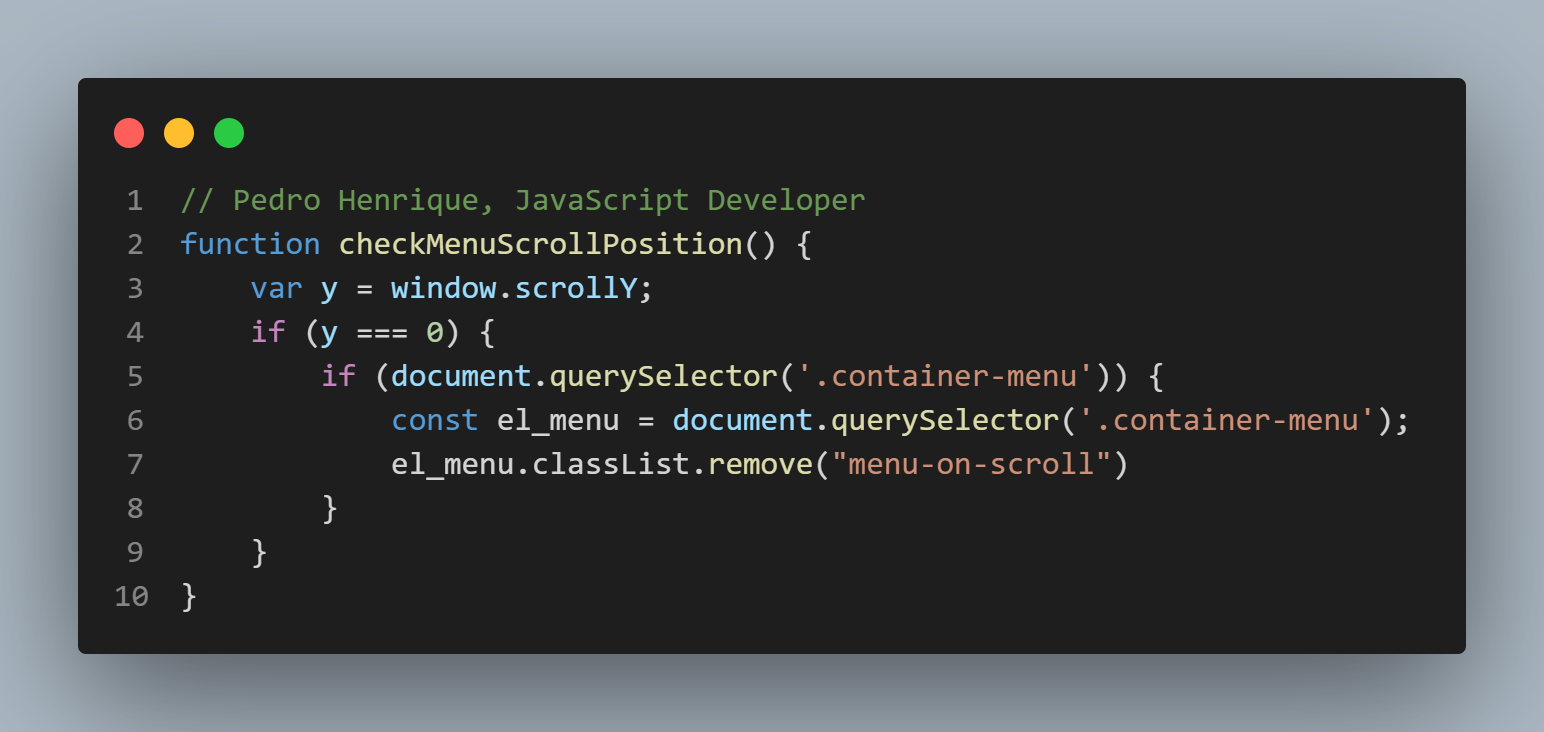 1 // Pedro Henrique, JavaScript Developer
2 function checkMenuScrollPosition() {
3     var y = window.scrollY;
4     if (y === 0) {
5         if (document.querySelector('.container-menu')) {
6             const el_menu = document.querySelector('.container-menu');
7             el_menu.classList.remove("menu-on-scroll")
8         }
9     }
10 }